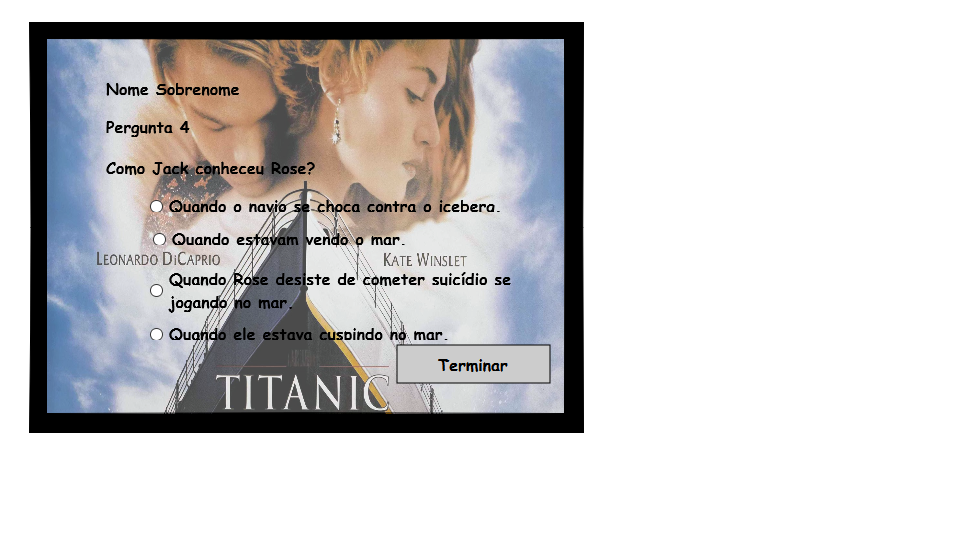 Nome Sobrenome
Pergunta 4
Como Jack conheceu Rose?
Quando o navio se choca contra o iceberg.
Quando estavam vendo o mar.
LEONARDO DICAPRIO KATE WINSLET
Quando Rose desiste de cometer suicídio se
jogando no mar.
Quando ele estava cuspindo no mar.
Terminar
TITANIC